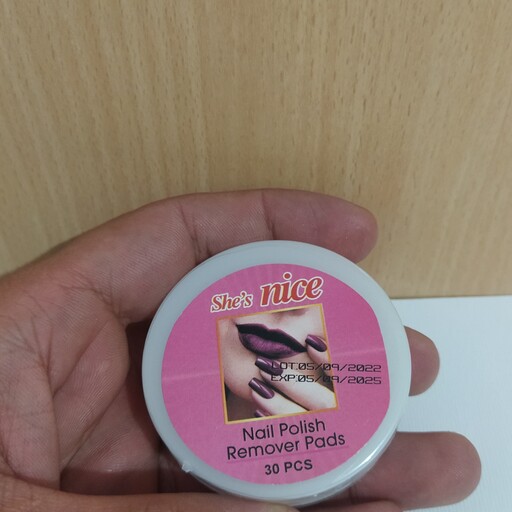 She's nice
LOT:05/09/2022
EXP:05/09/2025
Nail Polish
Remover Pads
30 PCS